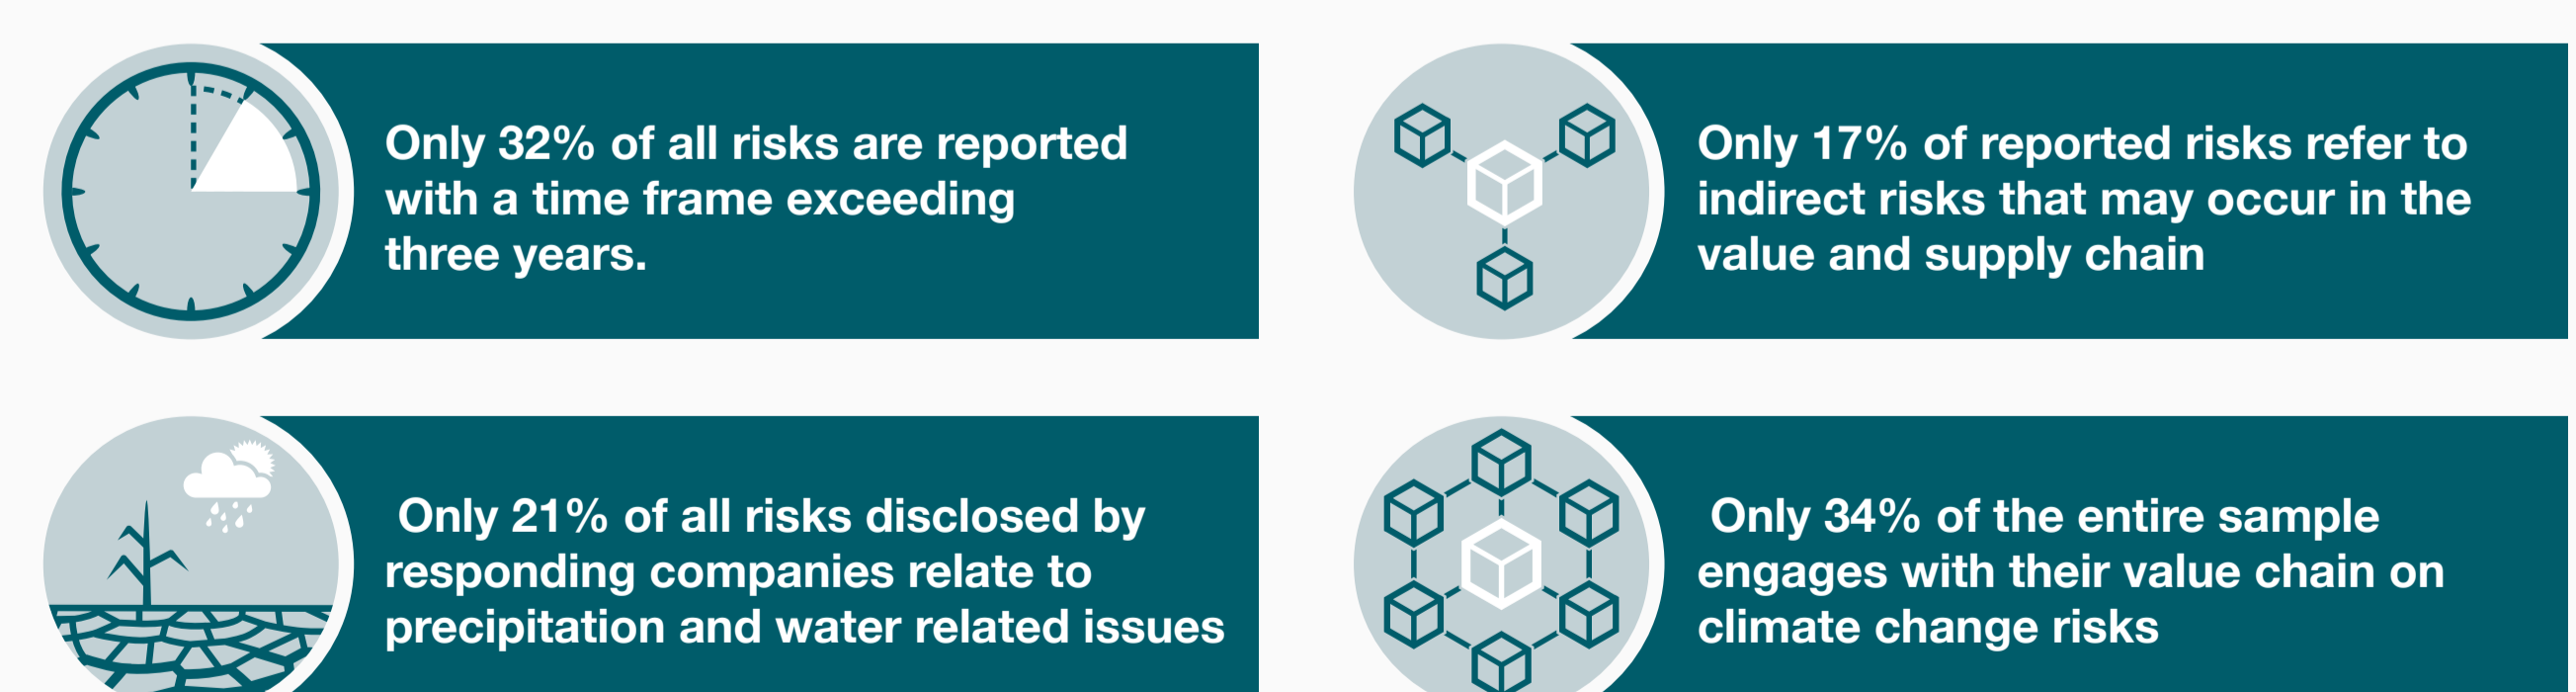 Only 32% of all risks are reported
with a time frame exceeding
three years.
Only 17% of reported risks refer to
indirect risks that may occur in the
value and supply chain
Only 21% of all risks disclosed by
responding companies relate to
precipitation and water related issues
Only 34% of the entire sample
engages with their value chain on
climate change risks